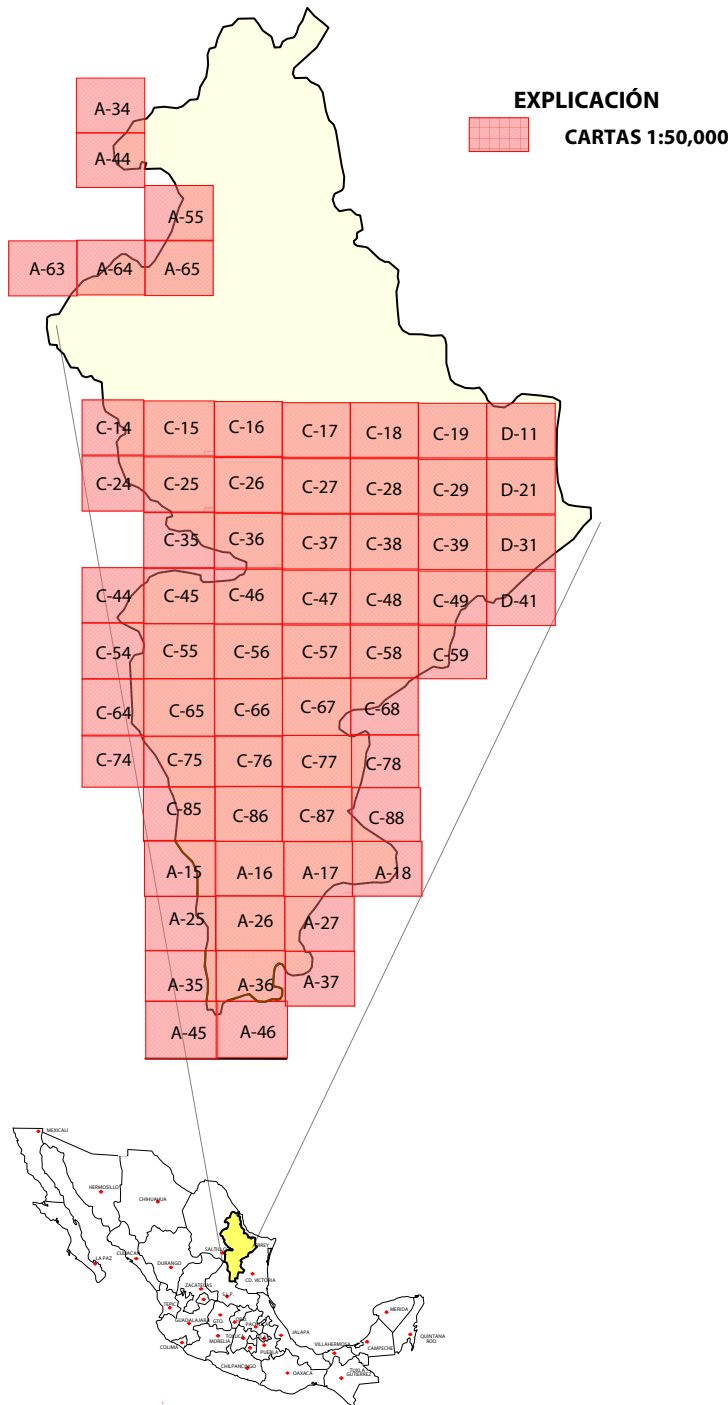 EXPLICACIÓN
CARTAS 1:50,000
A-34
A-44
A-55
A-63 A-64 A-65
C-14 C-15 C-16 C-17 C-18 C-19 D-11
C-24 C-25 C-26 C-27 C-28 C-29 D-21
C-35 C-36 C-37 C-38 C-39 D-31
C-44 C-45 C-46 C-47 C-48 C-49 D-41
C-54 C-55 C-56 C-57 C-58 C-59
C-64 C-65 C-66 C-67 C-68
C-74 C-75 C-76 C-77 C-78
C-85 C-86 C-87 C-88
A-15 A-16 A-17 A-18
A-25 A-26 A-27
A-35 A-36 A-37
A-45 A-46
MEXICALI
HERMOSILLO
CHIHUAHUA
LA PAZ
CULIACAN
DURANGO
CD. VICTORIA
ZACATECAS
S.L.P.
TEPIC
GUADALAJARA
GTO.
COLIMA
MORELIA
TOLUCA
PUEBLA
JALAPA
CHILPANCINGO
OAXACA
VILLAHERMOSA
TUXLA
GUTIERREZ
CAMPECHE
MERIDA
QUINTANA
ROO